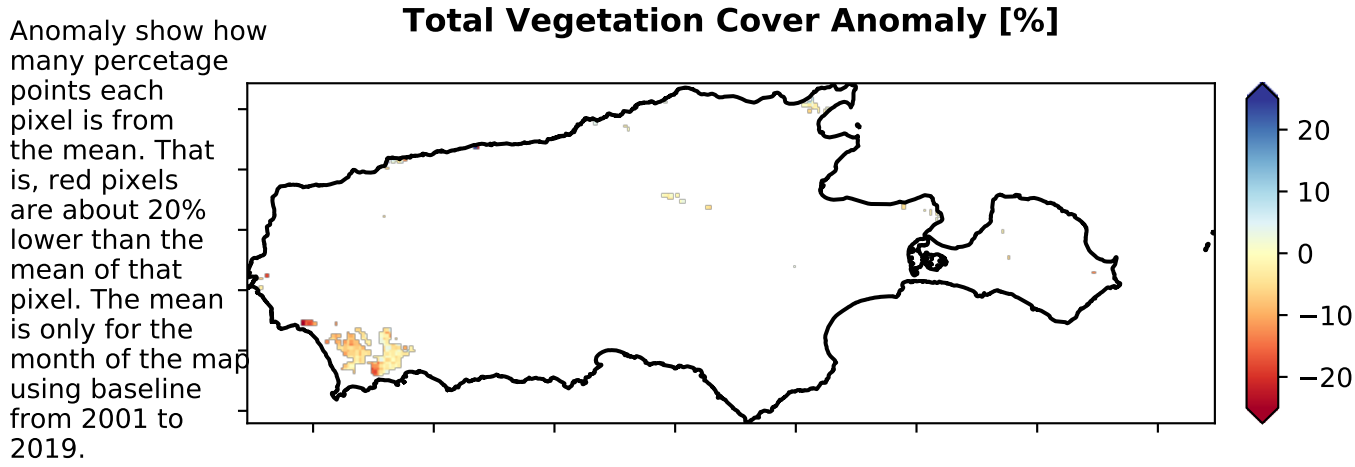 Total Vegetation Cover Anomaly [%]
Anomaly show how
many percetage
points each
pixel is from
the mean. That
is, red pixels
are about 20%
lower than the
mean of that
pixel. The mean
is only for the
month of the map
using baseline
from 2001 to
2019.
20
10
0
−10
−20